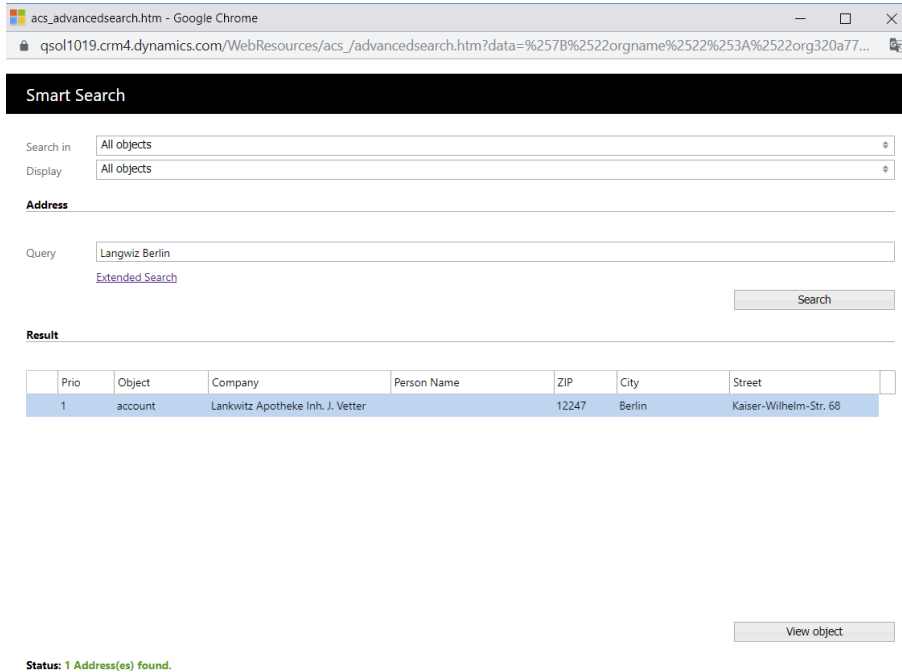 acs_advancedsearch.htm - Google Chrome
qsol1019.crm4.dynamics.com/WebResources/acs_/advancedsearch.htm?data=%257B%2522orgname%2522%253A%2522org320a77...
Smart Search
Search in All objects
Display All objects
Address
Query Langwiz Berlin
Extended Search
Search
Result
Prio Object Company Person Name ZIP City Street
1 account Lankwitz Apotheke Inh. J. Vetter 12247 Berlin Kaiser-Wilhelm-Str. 68
View object
Status: 1 Address(es) found.